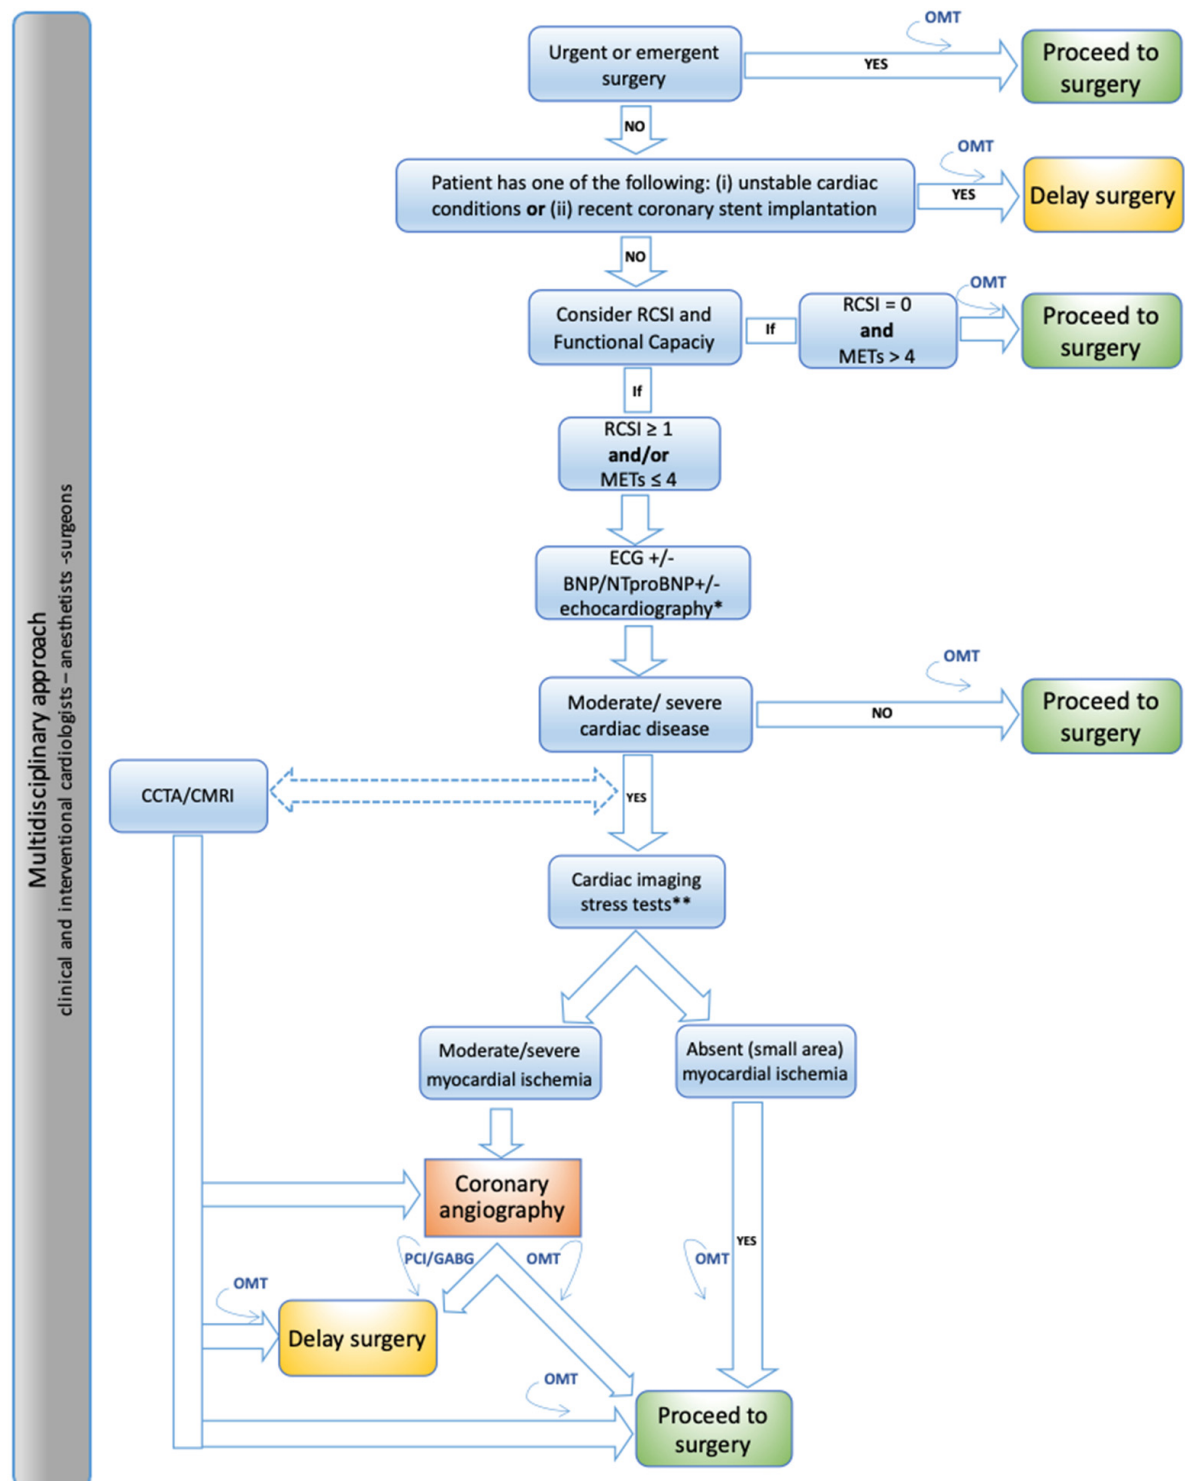 OMT
Urgent or emergent
surgery
YES
Proceed to
surgery
NO
OMT
Patient has one of the following: (i) unstable cardiac
conditions or (ii) recent coronary stent implantation
YES
Delay surgery
NO
OMT
Consider RCSI and
Functional Capaciy
If
RCSI = 0
and
METs > 4
Proceed to
surgery
If
RCSI ≥ 1
and/or
METs ≤ 4
ECG +/-
BNP/NTproBNP+/-
echocardiography*
OMT
Moderate/ severe
cardiac disease
NO
Proceed to
surgery
CCTA/CMRI
YES
Cardiac imaging
stress tests**
Moderate/severe
myocardial ischemia
Absent (small area)
myocardial ischemia
Coronary
angiography
PCI/GABG
OMT
OMT
YES
OMT
Delay surgery
OMT
Proceed to
surgery
Multidisciplinary approach
clinical and interventional cardiologists – anesthetists -surgeons